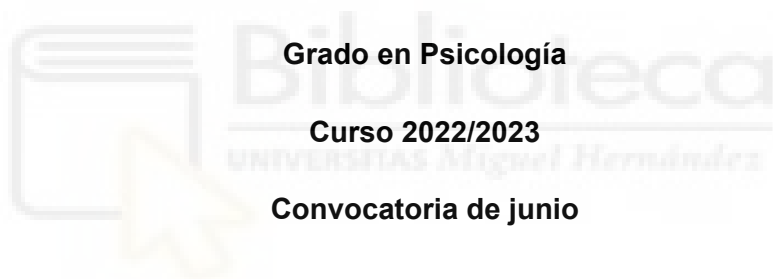 Biblioteca
Grado en Psicología
Curso 2022/2023
UNIVERSITAS Miguel Hernández
Convocatoria de junio